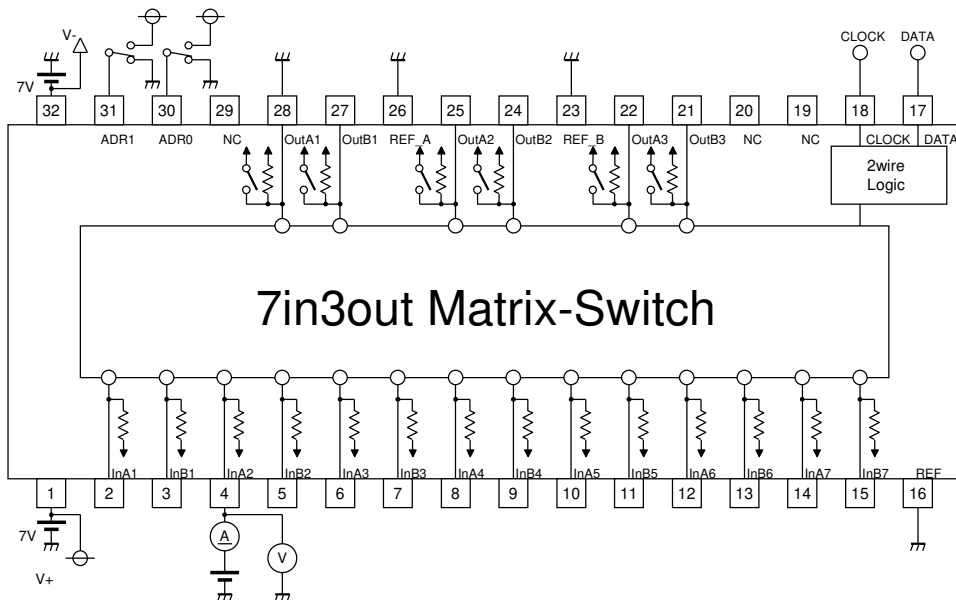 V-
CLOCK DATA
7V
32 31 30 29 28 27 26 25 24 23 22 21 20 19 18 17
ADR1 ADR0 NC OutA1 OutB1 REF_A OutA2 OutB2 REF_B OutA3 OutB3 NC NC CLOCK DATA
2wire
Logic
7in3out Matrix-Switch
InA1 InB1 InA2 InB2 InA3 InB3 InA4 InB4 InA5 InB5 InA6 InB6 InA7 InB7 REF
1 2 3 4 5 6 7 8 9 10 11 12 13 14 15 16
7V A
V
V+